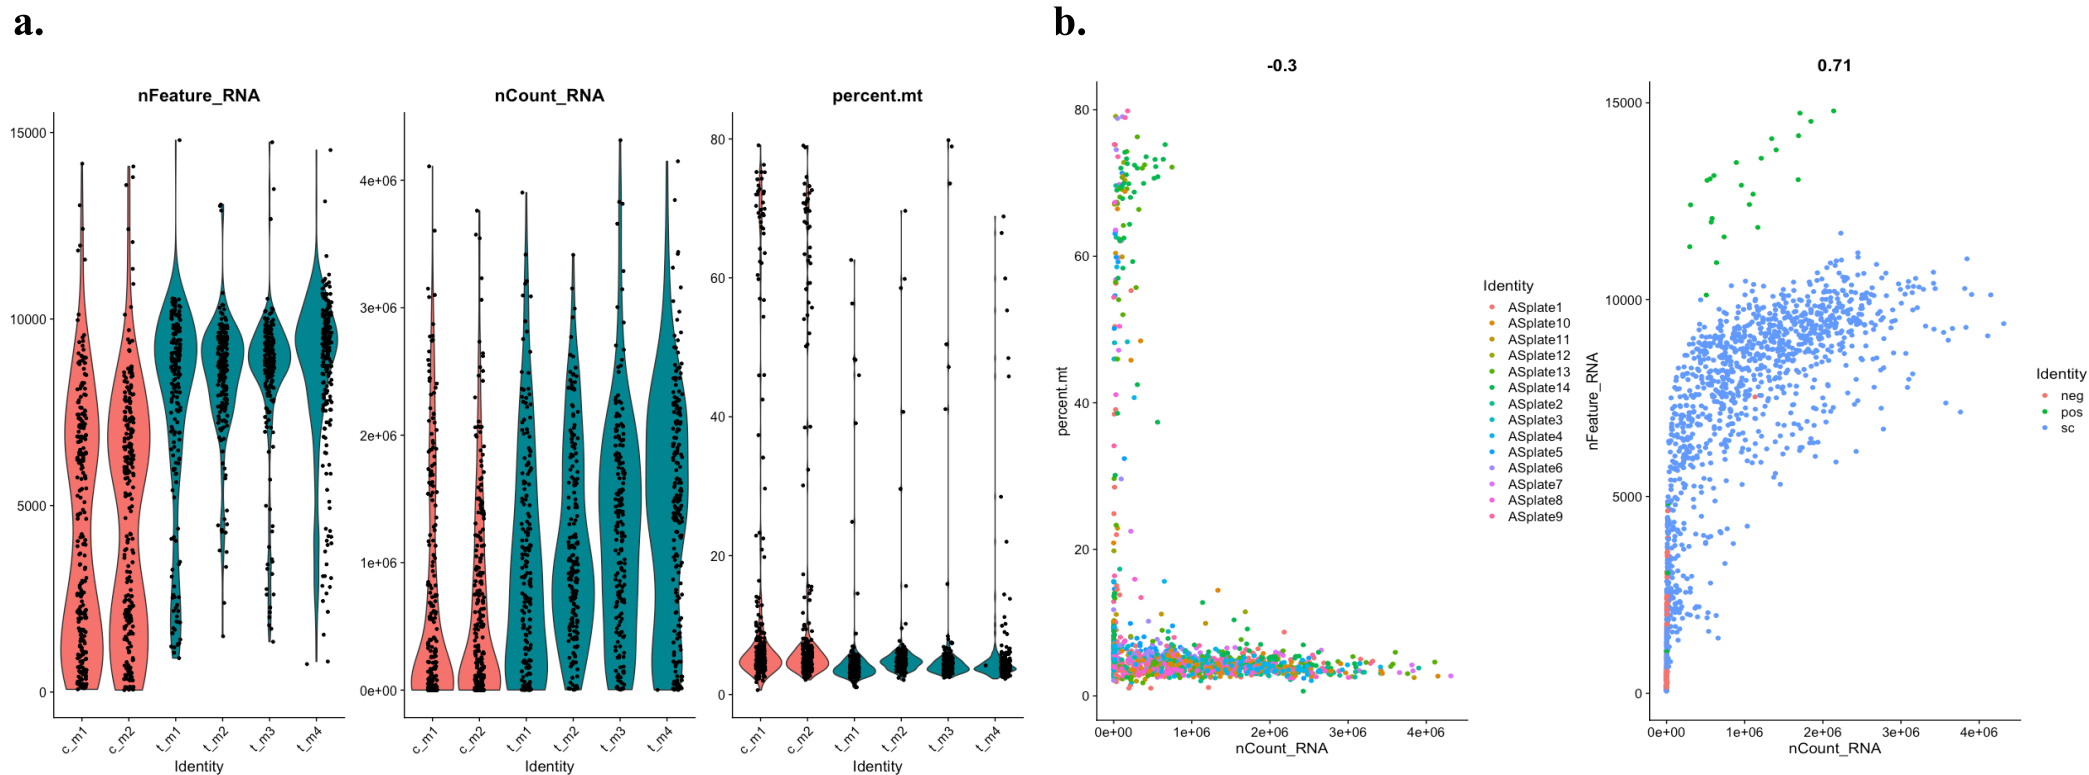 a.
b.
nFeature_RNA
15000
10000
5000
0
c_m1
c_m2
t_m1
t_m2
t_m3
t_m4
Identity
nCount_RNA
4e+06
3e+06
2e+06
1e+06
0e+00
c_m1
c_m2
t_m1
t_m2
t_m3
t_m4
percent.mt
80
60
40
20
0
c_m1
c_m2
t_m1
t_m2
t_m3
t_m4
Identity
-0.3
percent.mt
80
60
40
20
0
0e+00 1e+06 2e+06 3e+06 4e+06
nCount_RNA
Identity
ASplate1
ASplate10
ASplate11
ASplate12
ASplate13
ASplate14
ASplate2
ASplate3
ASplate4
ASplate5
ASplate6
ASplate7
ASplate8
ASplate9
0.71
nFeature_RNA
15000
10000
5000
0
0e+00 1e+06 2e+06 3e+06 4e+06
nCount_RNA
Identity
neg
pos
sc